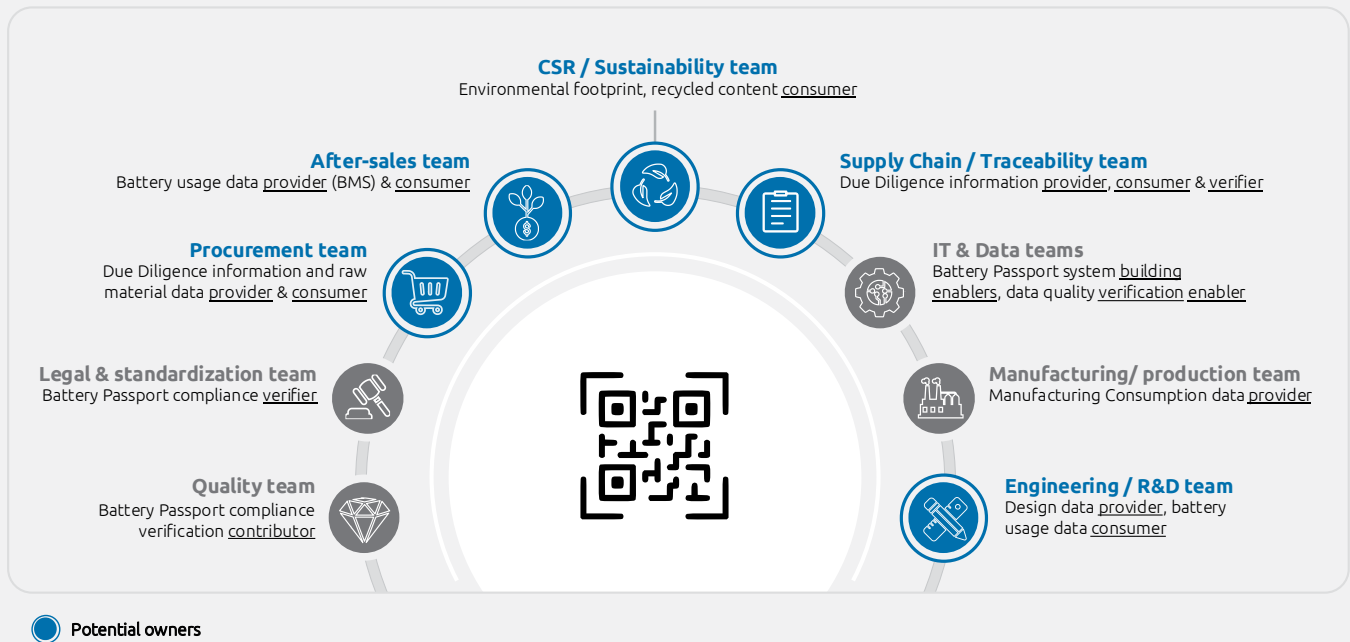 CSR / Sustainability team
Environmental footprint, recycled content consumer
After-sales team
Battery usage data provider (BMS) & consumer
Supply Chain / Traceability team
Due Diligence information provider, consumer & verifier
Procurement team
Due Diligence information and raw
material data provider & consumer
IT & Data teams
Battery Passport system building
enablers, data quality verification enabler
Legal & standardization team
Battery Passport compliance verifier
Manufacturing/ production team
Manufacturing Consumption data provider
Quality team
Battery Passport compliance
verification contributor
Engineering / R&D team
Design data provider, battery
usage data consumer
Potential owners